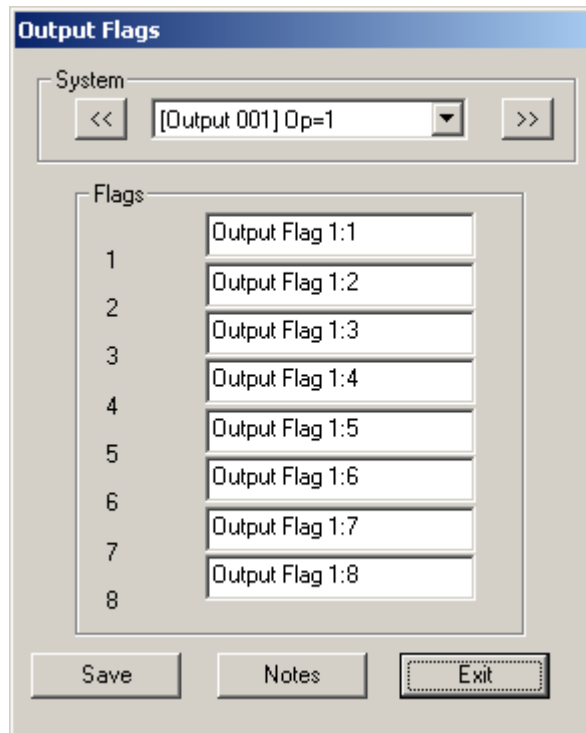 Output Flags
System
<< [Output 001] Op=1 >>
Flags
Output Flag 1:1
1
Output Flag 1:2
2
Output Flag 1:3
3
Output Flag 1:4
4
Output Flag 1:5
5
Output Flag 1:6
6
Output Flag 1:7
7
Output Flag 1:8
8
Save Notes Exit